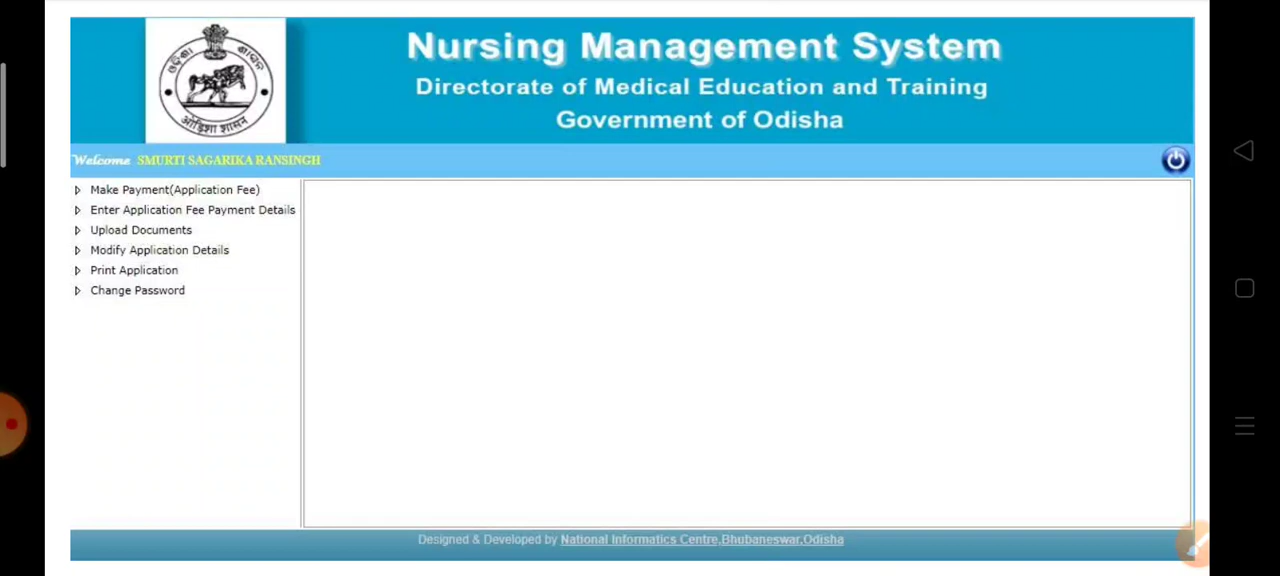 Nursing Management System
Directorate of Medical Education and Training
Government of Odisha
Welcome SMURTI SAGARIKA RANSINGH
Make Payment(Application Fee)
Enter Application Fee Payment Details
Upload Documents
Modify Application Details
Print Application
Change Password
Designed & Developed by National Informatics Centre,Bhubaneswar,Odisha